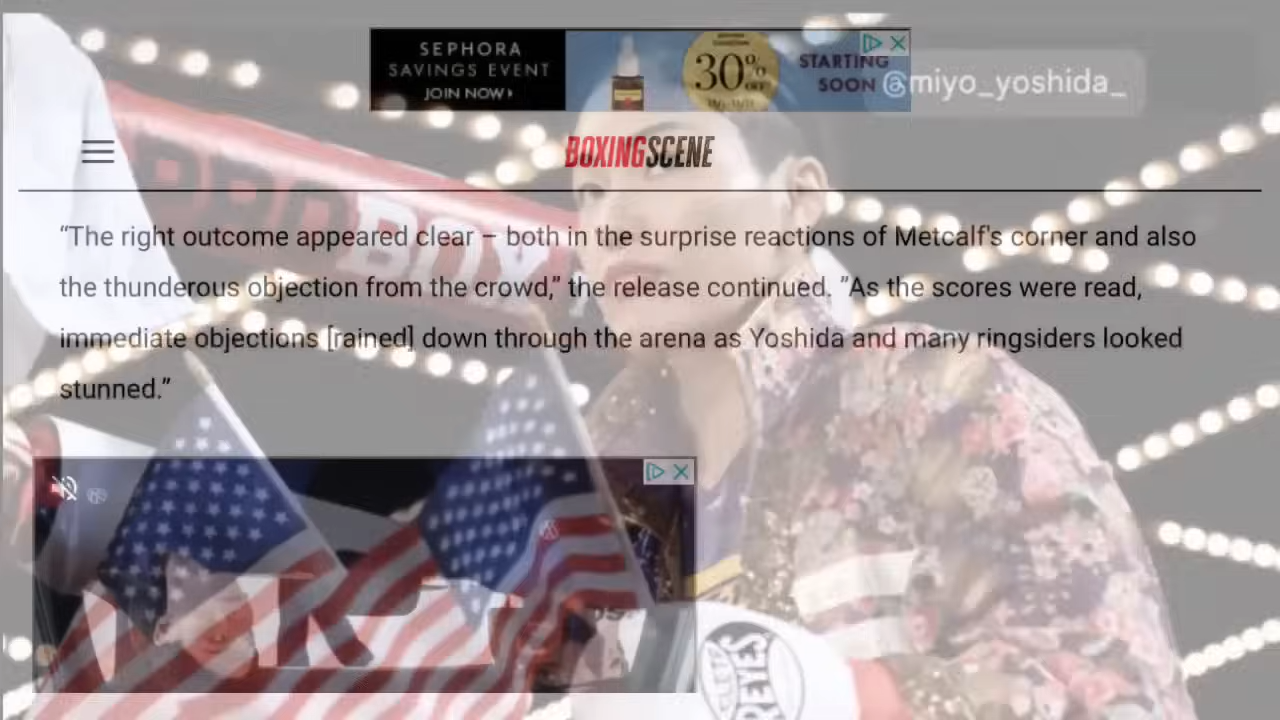 SEPHORA
SAVINGS EVENT
JOIN NOW
30% OFF
STARTING
SOON
@miyo_yoshida_
BOXINGSCENE
BOY
“The right outcome appeared clear – both in the surprise reactions of Metcalf's corner and also
the thunderous objection from the crowd,” the release continued. ”As the scores were read,
immediate objections [rained] down through the arena as Yoshida and many ringsiders looked
stunned.”
REYES